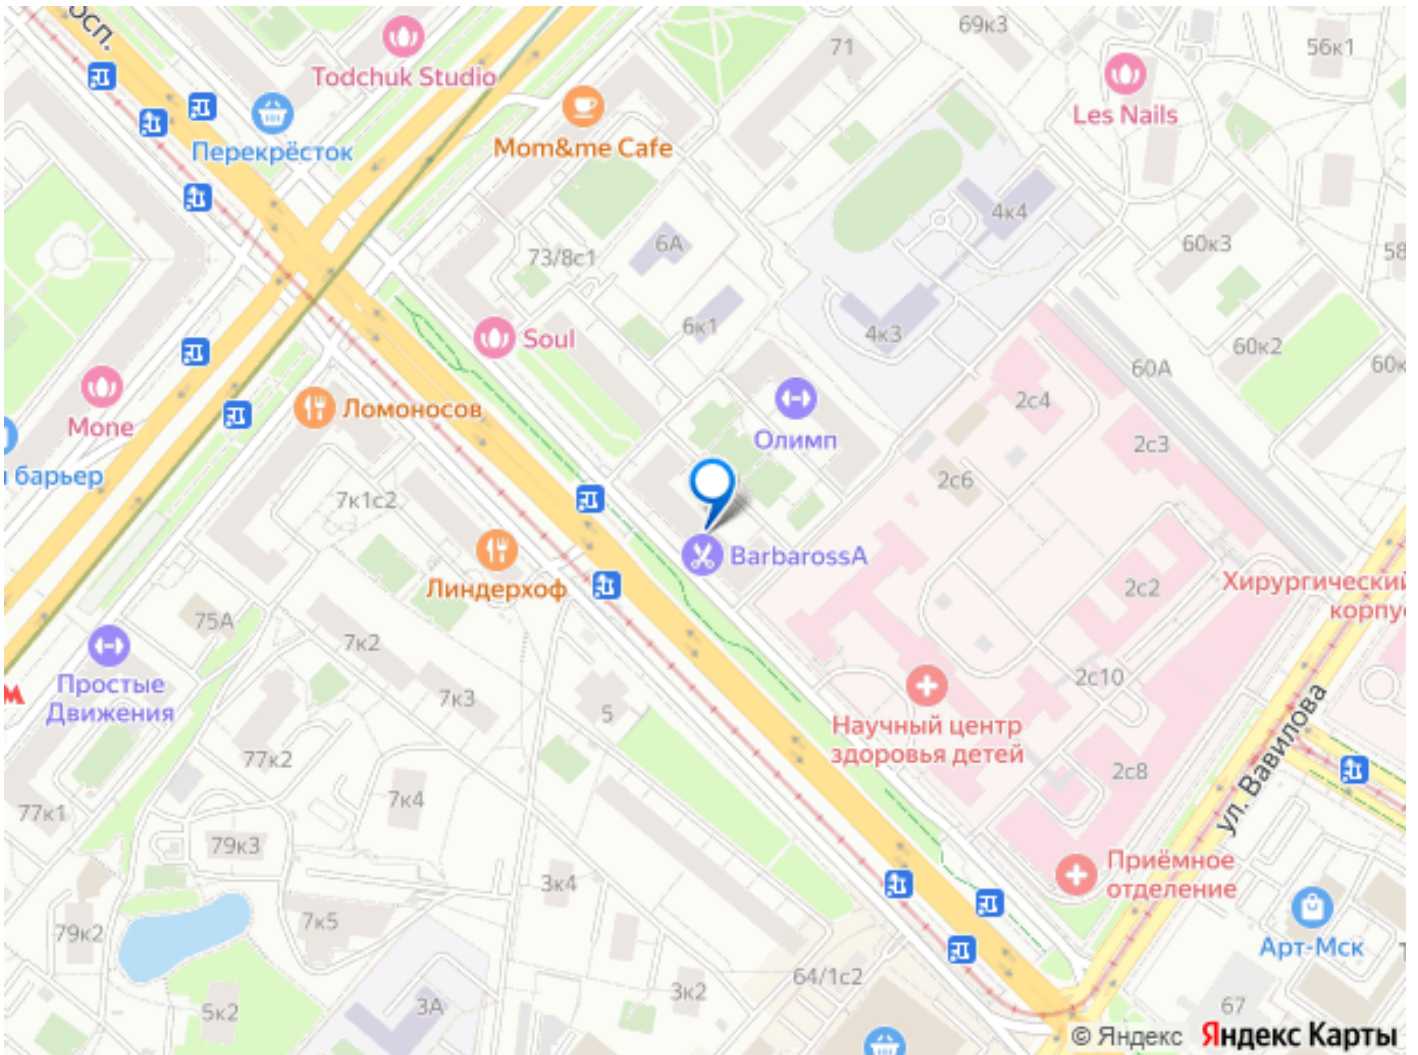 осп.
69к3
71
56к1
Todchuk Studio
Les Nails
Перекрёсток
Mom&me Cafe
4к4
6А
60к3
58
73/8с1
6к1
4к3
Soul
60к2
60А
60к
2с4
Ломоносов
Mone
Олимп
2с3
барьер
7к1с2
2с6
BarbarossA
Линдерхоф
2с2
Хирургический
корпус
75А
7к2
Простые
Движения
7к3
5
2с10
Научный центр
здоровья детей
ул. Вавилова
77к2
2с8
77к1
7к4
79к3
Приёмное
отделение
3к4
79к2
7к5
Арт-Мск
64/1с2
5к2
3А
3к2
67
© Яндекс Яндекс Карты